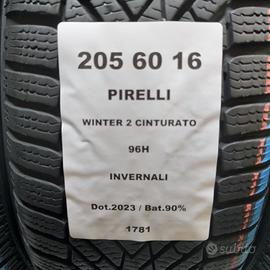 205 60 16
PIRELLI
WINTER 2 CINTURATO
96H
INVERNALI
Dot.2023 / Bat.90%
1781
subito